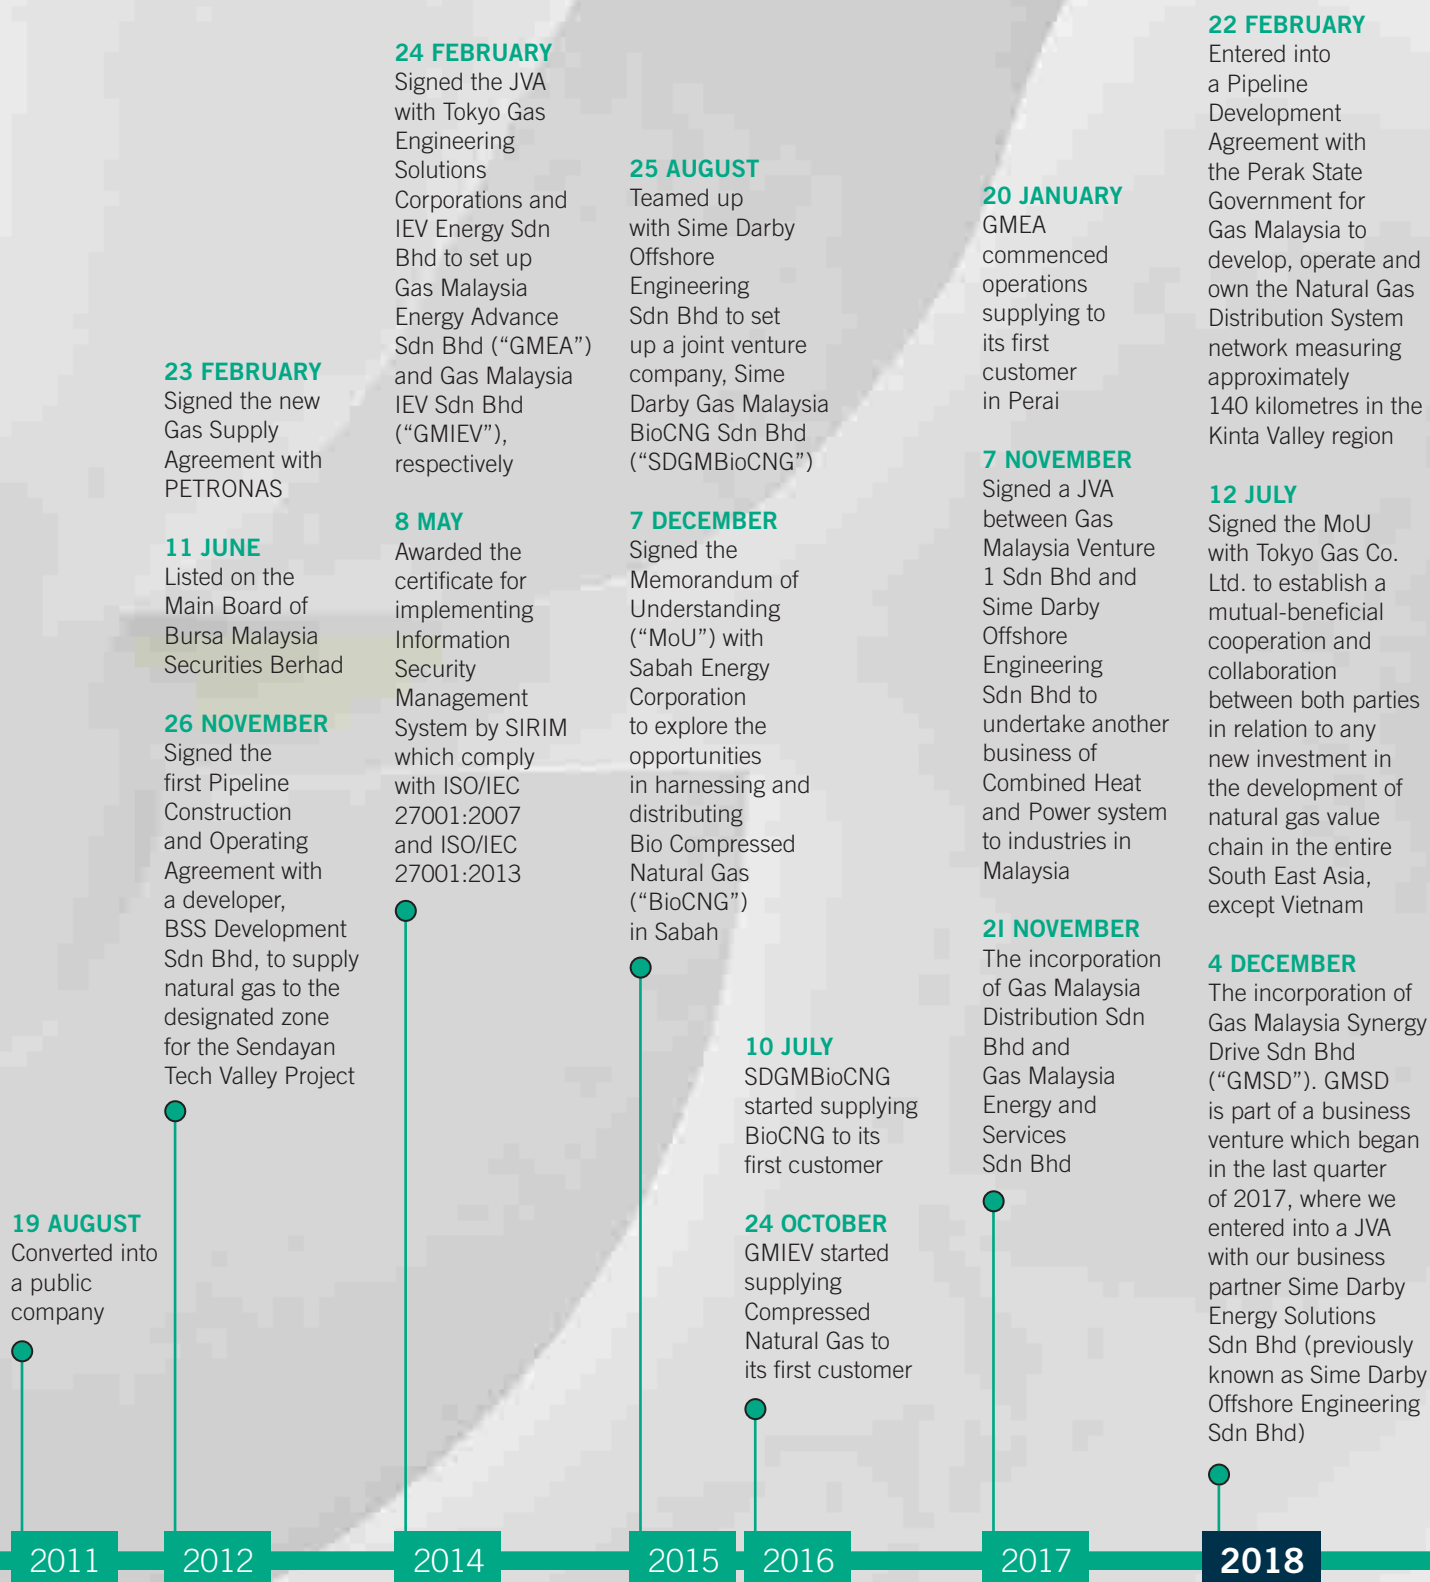 19 AUGUST
Converted into
a public
company
2011
23 FEBRUARY
Signed the new
Gas Supply
Agreement with
PETRONAS
11 JUNE
Listed on the
Main Board of
Bursa Malaysia
Securities Berhad
26 NOVEMBER
Signed the
first Pipeline
Construction
and Operating
Agreement with
a developer,
BSS Development
Sdn Bhd, to supply
natural gas to the
designated zone
for the Sendayan
Tech Valley Project
2012
24 FEBRUARY
Signed the JVA
with Tokyo Gas
Engineering
Solutions
Corporations and
IEV Energy Sdn
Bhd to set up
Gas Malaysia
Energy Advance
Sdn Bhd (“GMEA”)
and Gas Malaysia
IEV Sdn Bhd
(“GMIEV”),
respectively
8 MAY
Awarded the
certificate for
implementing
Information
Security
Management
System by SIRIM
which comply
with ISO/IEC
27001:2007
and ISO/IEC
27001:2013
2014
25 AUGUST
Teamed up
with Sime Darby
Offshore
Engineering
Sdn Bhd to set
up a joint venture
company, Sime
Darby Gas Malaysia
BioCNG Sdn Bhd
(“SDGMBioCNG”)
7 DECEMBER
Signed the
Memorandum of
Understanding
(“MoU”) with
Sabah Energy
Corporation
to explore the
opportunities
in harnessing and
distributing
Bio Compressed
Natural Gas
(“BioCNG”)
in Sabah
2015
10 JULY
SDGMBioCNG
started supplying
BioCNG to its
first customer
24 OCTOBER
GMIEV started
supplying
Compressed
Natural Gas to
its first customer
2016
20 JANUARY
GMEA
commenced
operations
supplying to
its first
customer
in Perai
7 NOVEMBER
Signed a JVA
between Gas
Malaysia Venture
1 Sdn Bhd and
Sime Darby
Offshore
Engineering
Sdn Bhd to
undertake another
business of
Combined Heat
and Power system
to industries in
Malaysia
2I NOVEMBER
The incorporation
of Gas Malaysia
Distribution Sdn
Bhd and
Gas Malaysia
Energy and
Services
Sdn Bhd
2017
22 FEBRUARY
Entered into
a Pipeline
Development
Agreement with
the Perak State
Government for
Gas Malaysia to
develop, operate and
own the Natural Gas
Distribution System
network measuring
approximately
140 kilometres in the
Kinta Valley region
12 JULY
Signed the MoU
with Tokyo Gas Co.
Ltd. to establish a
mutual-beneficial
cooperation and
collaboration
between both parties
in relation to any
new investment in
the development of
natural gas value
chain in the entire
South East Asia,
except Vietnam
4 DECEMBER
The incorporation of
Gas Malaysia Synergy
Drive Sdn Bhd
(“GMSD”). GMSD
is part of a business
venture which began
in the last quarter
of 2017, where we
entered into a JVA
with our business
partner Sime Darby
Energy Solutions
Sdn Bhd (previously
known as Sime Darby
Offshore Engineering
Sdn Bhd)
2018